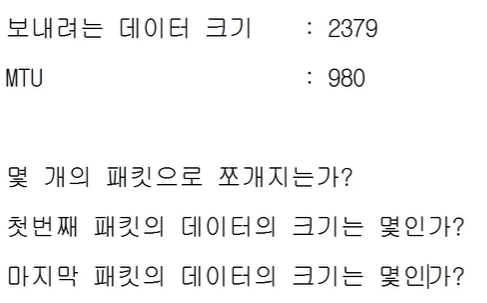 보내려는 데이터 크기 : 2379
MTU : 980
몇 개의 패킷으로 쪼개지는가?
첫번째 패킷의 데이터의 크기는 몇인가?
마지막 패킷의 데이터의 크기는 몇인가?